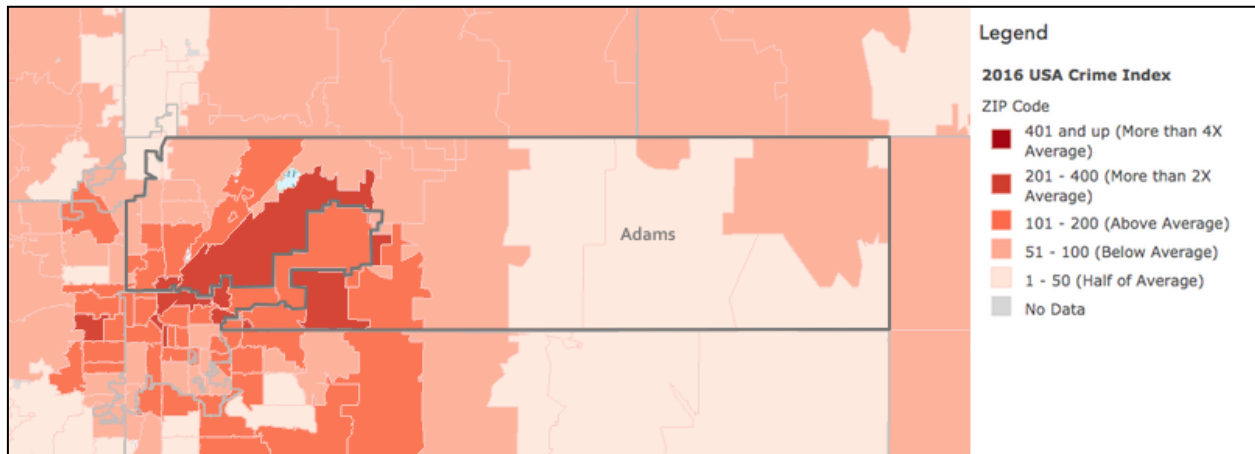 Adams
Legend
2016 USA Crime Index
ZIP Code
401 and up (More than 4X
Average)
201 - 400 (More than 2X
Average)
101 - 200 (Above Average)
51 - 100 (Below Average)
1 - 50 (Half of Average)
No Data